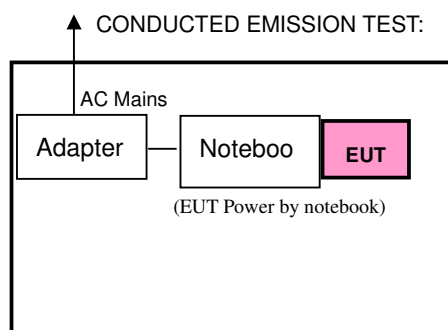 CONDUCTED EMISSION TEST:
AC Mains
Adapter
Noteboo
EUT
(EUT Power by notebook)